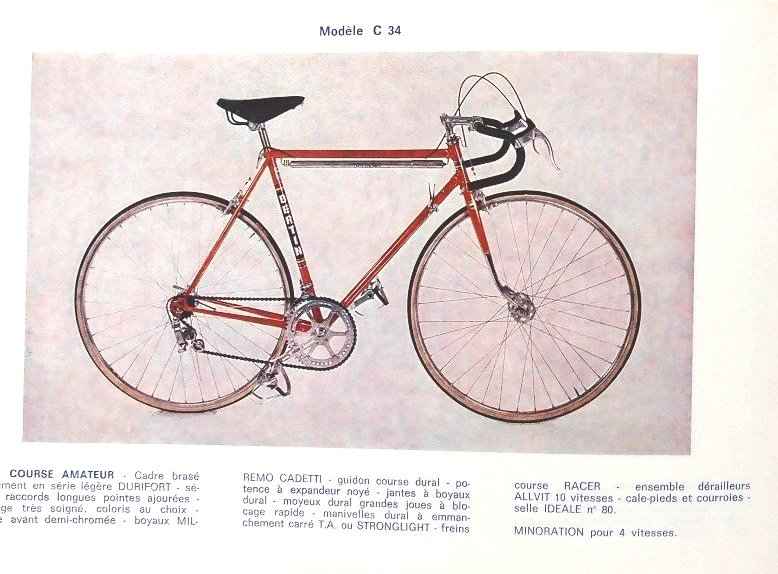 Modèle C 34
BERTIN
COURSE AMATEUR - Cadre brasé
ment en série légère DURIFORT - sé-
raccords longues pointes ajourées -
ge très soigné, coloris au choix -
e avant demi-chromée - boyaux MIL-
REMO CADETTI - guidon course dural - po-
tence à expandeur noyé - jantes à boyaux
dural - moyeux dural grandes joues à blo-
cage rapide - manivelles dural à emman-
chement carré T.A. ou STRONGLIGHT - freins
course RACER - ensemble dérailleurs
ALLVIT 10 vitesses - cale-pieds et courroies -
selle IDEALE n° 80.
MINORATION pour 4 vitesses.